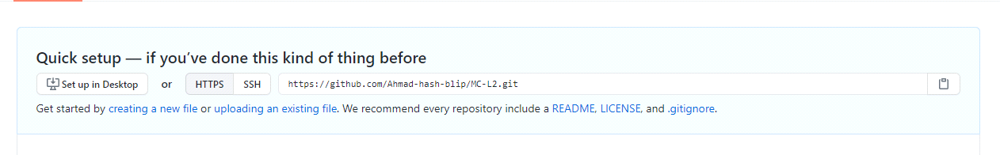 Quick setup — if you’ve done this kind of thing before
Set up in Desktop or HTTPS SSH https://github.com/Ahmad-hash-blip/MC-L2.git
Get started by creating a new file or uploading an existing file. We recommend every repository include a README, LICENSE, and .gitignore.